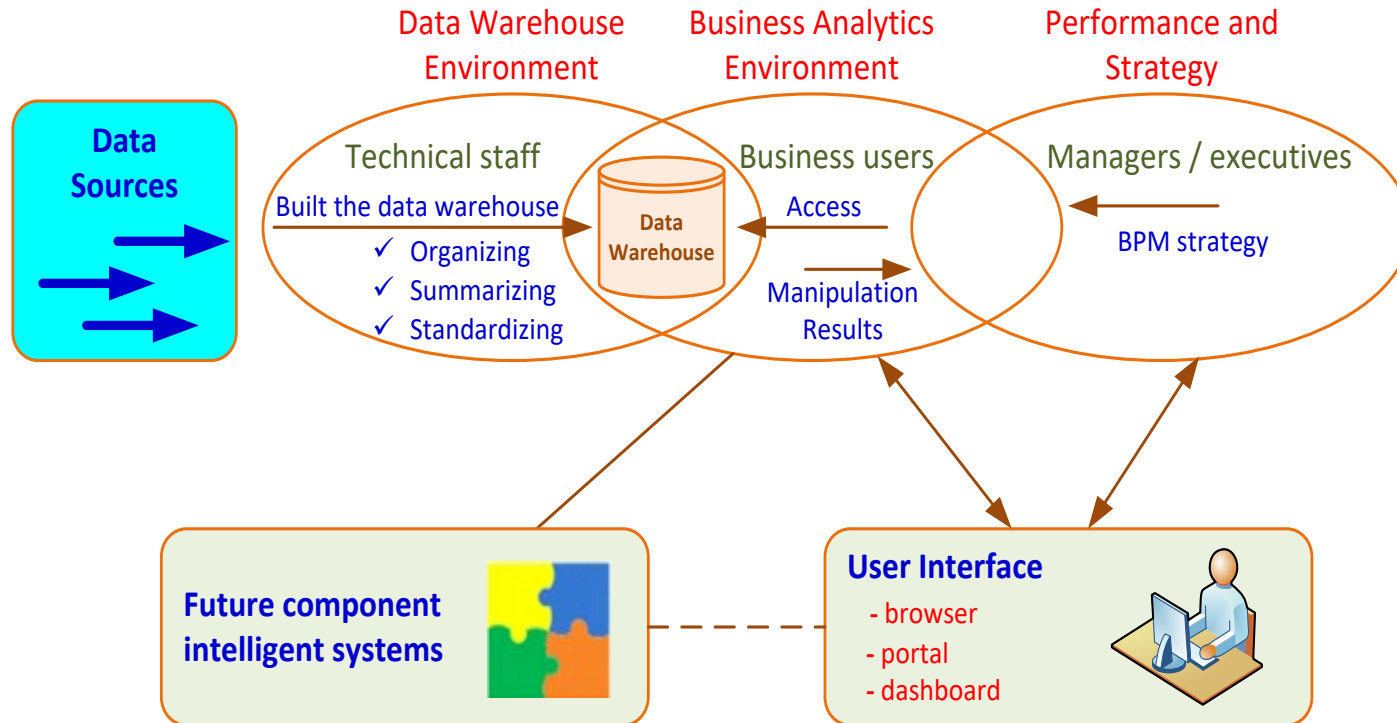 Data Warehouse
Environment
Business Analytics
Environment
Performance and
Strategy
Data
Sources
Technical staff
Built the data warehouse
✓ Organizing
✓ Summarizing
✓ Standardizing
Data
Warehouse
Business users
Access
Manipulation
Results
Managers / executives
BPM strategy
Future component
intelligent systems
User Interface
- browser
- portal
- dashboard